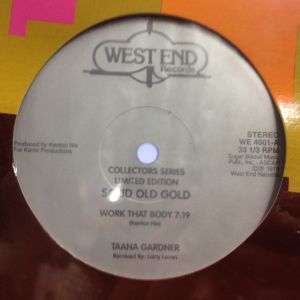 WEST END
Records
Produced by Kenton Nix
For Kenix Productions
STEREO
WE 4001-A
33 1/3 RPM
Sugar Biscuit Music
Publ., Inc. - ASCAP
West End Records
COLLECTORS SERIES
LIMITED EDITION
SOLID OLD GOLD
WORK THAT BODY 7:19
(Kenton Nix)
TAANA GARDNER
Remixed By: Larry Levan